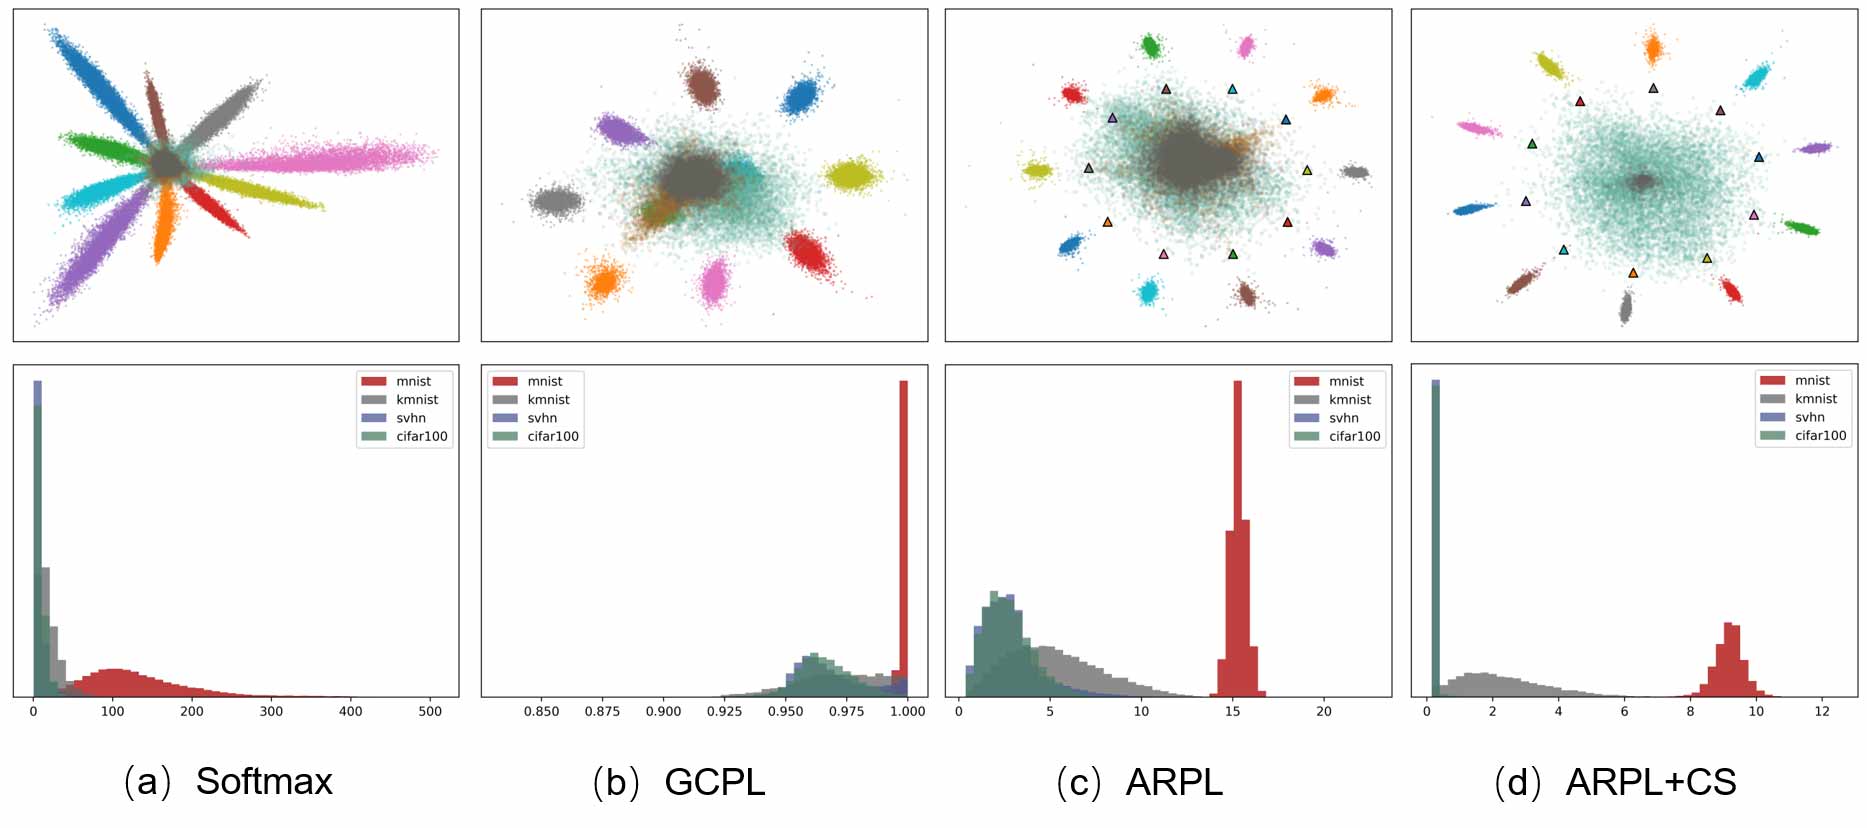 mnist
kmnist
svhn
cifar100
0 100 200 300 400 500
mnist
kmnist
svhn
cifar100
0.850 0.875 0.900 0.925 0.950 0.975 1.000
mnist
kmnist
svhn
cifar100
0 5 10 15 20
mnist
kmnist
svhn
cifar100
0 2 4 6 8 10 12
(a) Softmax
(b) GCPL
(c) ARPL
(d) ARPL+CS